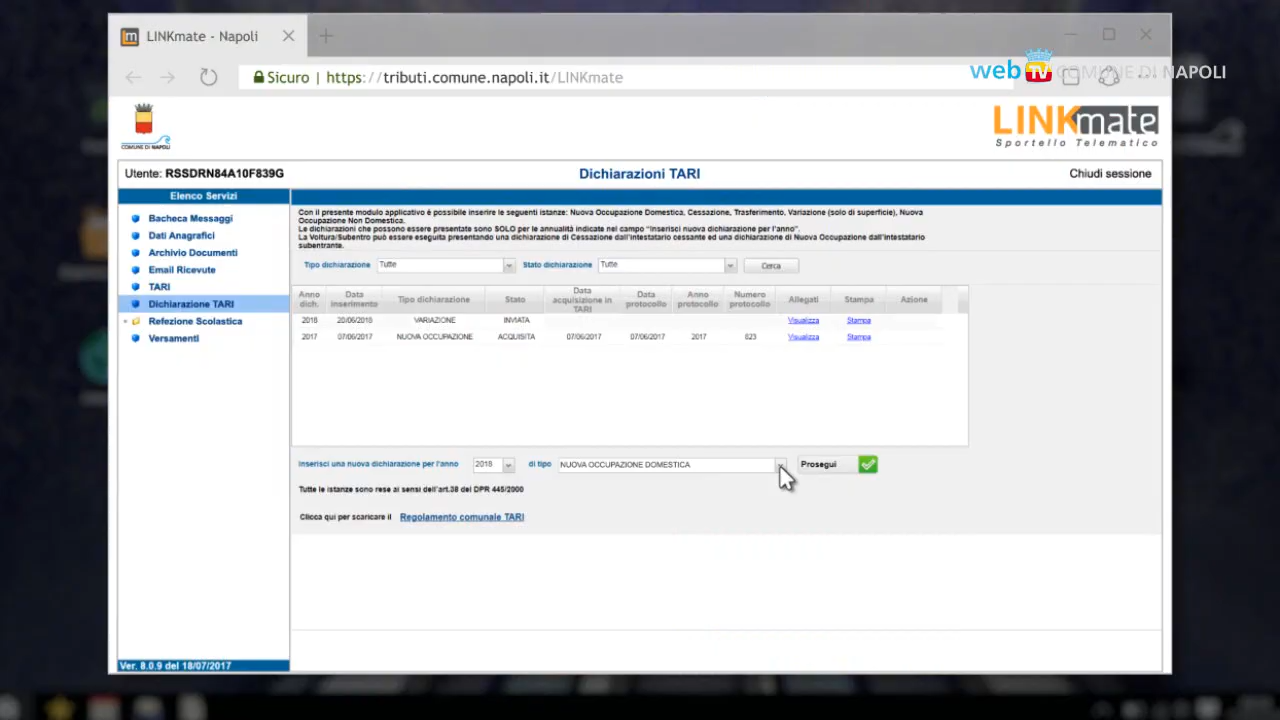 LINKmate - Napoli
Sicuro | https://tributi.comune.napoli.it/LINKmate
web TV COMUNE DI NAPOLI
COMUNE DI NAPOLI
LINKmate
Sportello Telematico
Utente: RSSDRN84A10F839G
Dichiarazioni TARI
Chiudi sessione
Elenco Servizi
Bacheca Messaggi
Dati Anagrafici
Archivio Documenti
Email Ricevute
TARI
Dichiarazione TARI
Refezione Scolastica
Versamenti
Ver. 8.0.9 del 18/07/2017
Con il presente modulo applicativo è possibile inserire le seguenti istanze: Nuova Occupazione Domestica, Cessazione, Trasferimento, Variazione (solo di superficie), Nuova
Occupazione Non Domestica.
Le dichiarazioni che possono essere presentate sono SOLO per le annualità indicate nel campo "Inserisci nuova dichiarazione per l'anno".
La Voltura/Subentro può essere eseguita presentando una dichiarazione di Cessazione dall'intestatario cessante ed una dichiarazione di Nuova Occupazione dall'intestatario
subentrante.
Tipo dichiarazione Tutte Stato dichiarazione Tutte Cerca
Anno dich. Data inserimento Tipo dichiarazione Stato Data acquisizione in TARI Data protocollo Anno protocollo Numero protocollo Allegati Stampa Azione
2018 20/06/2018 VARIAZIONE INVIATA Visualizza Stampa
2017 07/06/2017 NUOVA OCCUPAZIONE ACQUISITA 07/06/2017 07/06/2017 2017 823 Visualizza Stampa
Inserisci una nuova dichiarazione per l'anno 2018 di tipo NUOVA OCCUPAZIONE DOMESTICA Prosegui
Tutte le istanze sono rese ai sensi dell'art.38 del DPR 445/2000
Clicca qui per scaricare il Regolamento comunale TARI